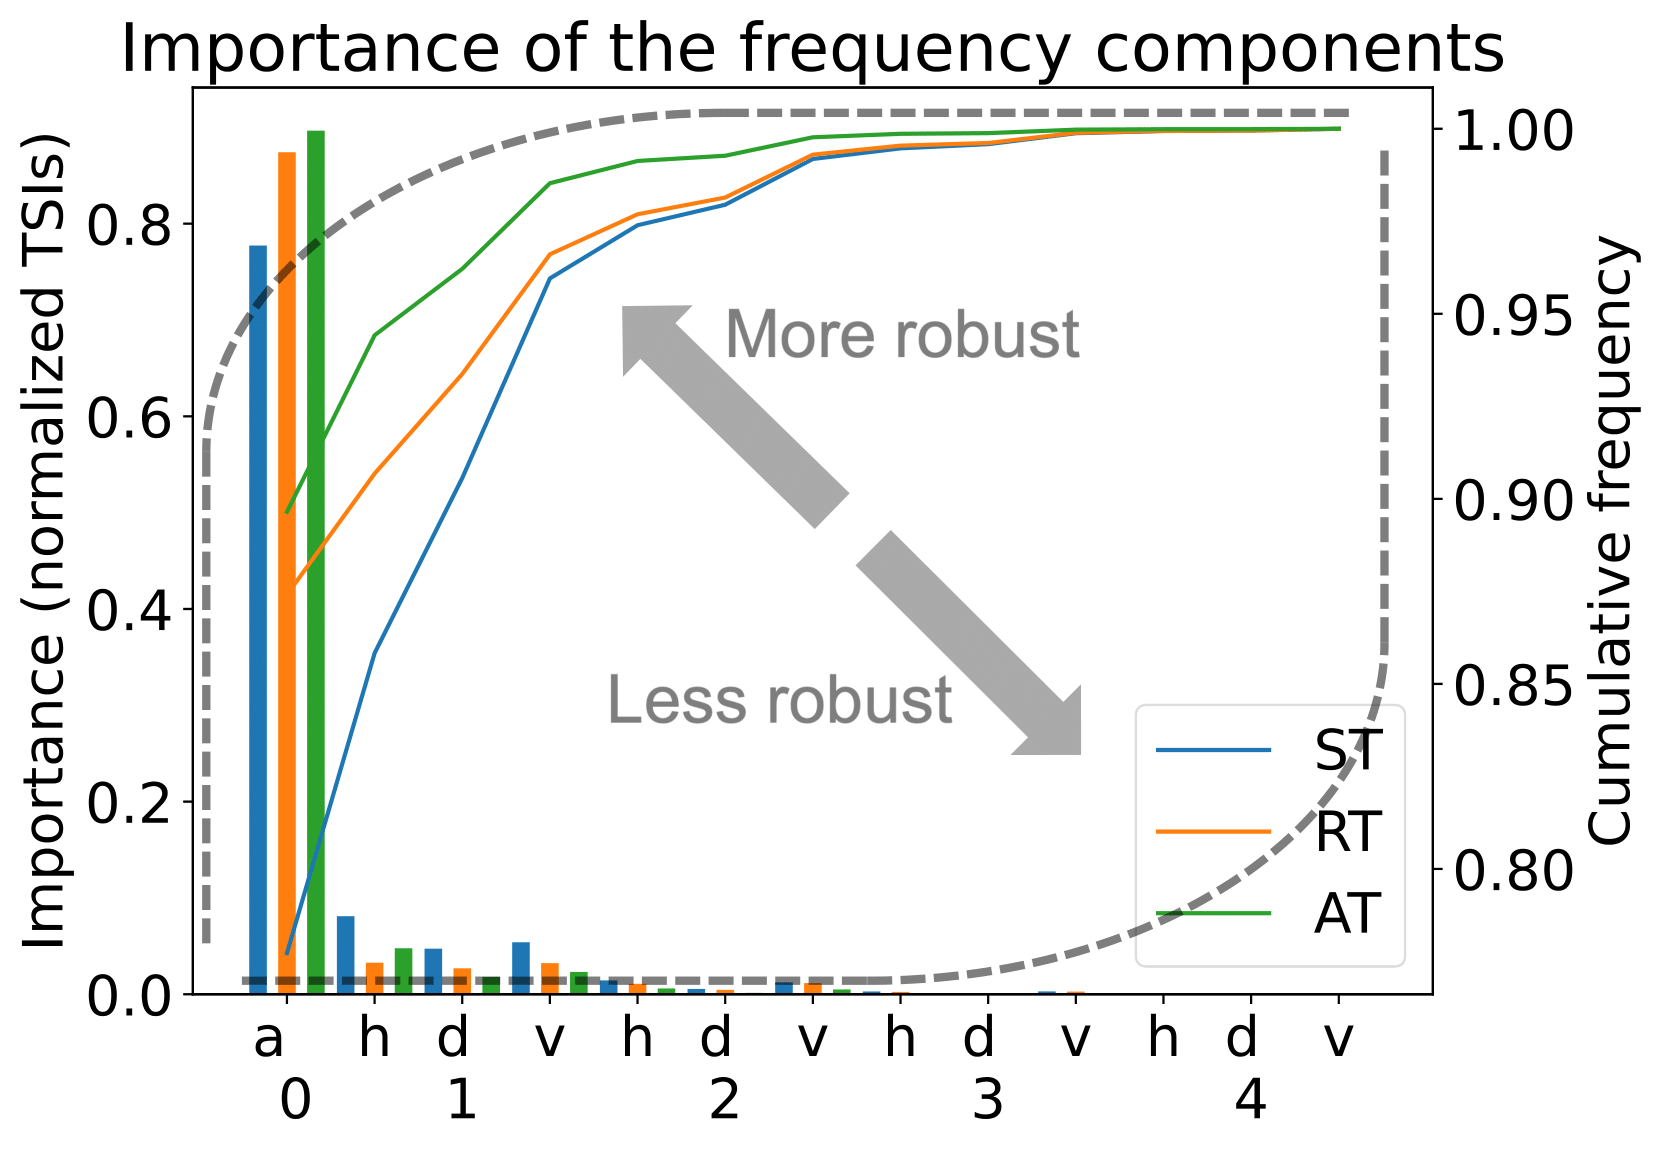 Importance of the frequency components
Importance (normalized TSIs)
0.8
0.6
0.4
0.2
0.0
1.00
0.95
0.90
0.85
0.80
Cumulative frequency
More robust
Less robust
ST
RT
AT
a h d v h d v h d v h d v
0 1 2 3 4